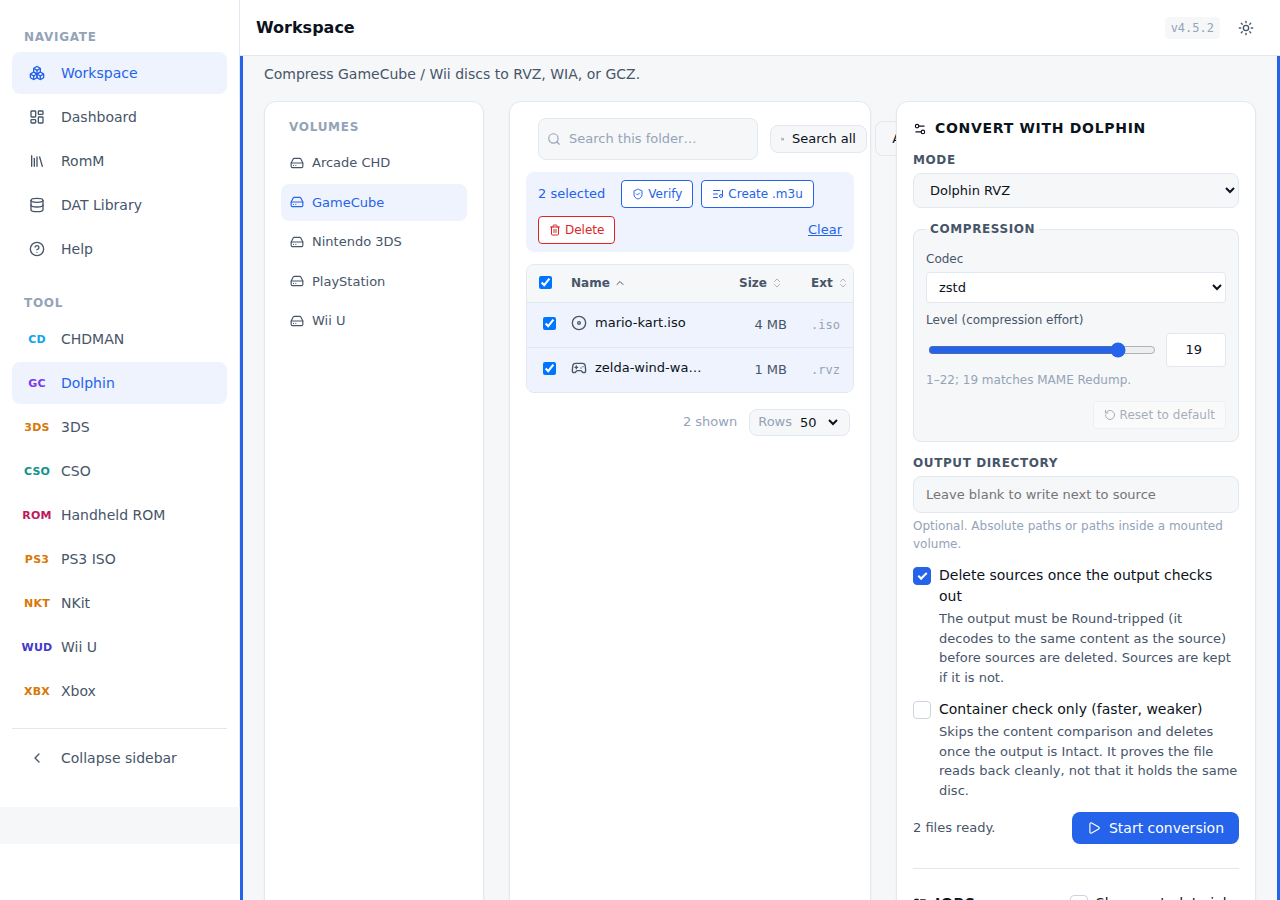 NAVIGATE
Workspace
Dashboard
RomM
DAT Library
Help
TOOL
CD CHDMAN
GC Dolphin
3DS 3DS
CSO CSO
ROM Handheld ROM
PS3 PS3 ISO
NKT NKit
WUD Wii U
XBX Xbox
Collapse sidebar
Workspace
v4.5.2
Compress GameCube / Wii discs to RVZ, WIA, or GCZ.
VOLUMES
Arcade CHD
GameCube
Nintendo 3DS
PlayStation
Wii U
Search this folder…
Search all
2 selected
Verify
Create .m3u
Delete
Clear
Name Size Ext
mario-kart.iso 4 MB .iso
zelda-wind-wa… 1 MB .rvz
2 shown Rows 50
CONVERT WITH DOLPHIN
MODE
Dolphin RVZ
COMPRESSION
Codec
zstd
Level (compression effort)
19
1–22; 19 matches MAME Redump.
Reset to default
OUTPUT DIRECTORY
Leave blank to write next to source
Optional. Absolute paths or paths inside a mounted
volume.
Delete sources once the output checks
out
The output must be Round-tripped (it
decodes to the same content as the source)
before sources are deleted. Sources are kept
if it is not.
Container check only (faster, weaker)
Skips the content comparison and deletes
once the output is Intact. It proves the file
reads back cleanly, not that it holds the same
disc.
2 files ready.
Start conversion